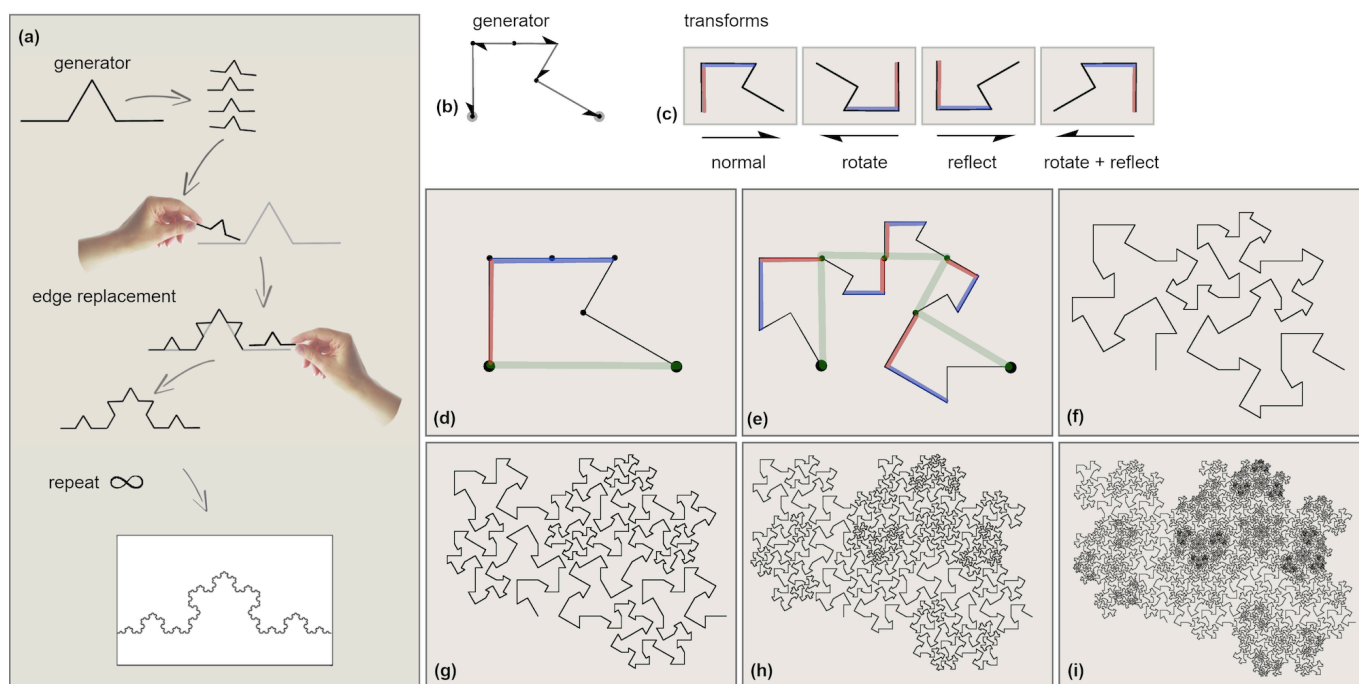 (a)
generator
edge replacement
repeat ∞
generator
(b)
transforms
(c)
normal
rotate
reflect
rotate + reflect
(d)
(e)
(f)
(g)
(h)
(i)